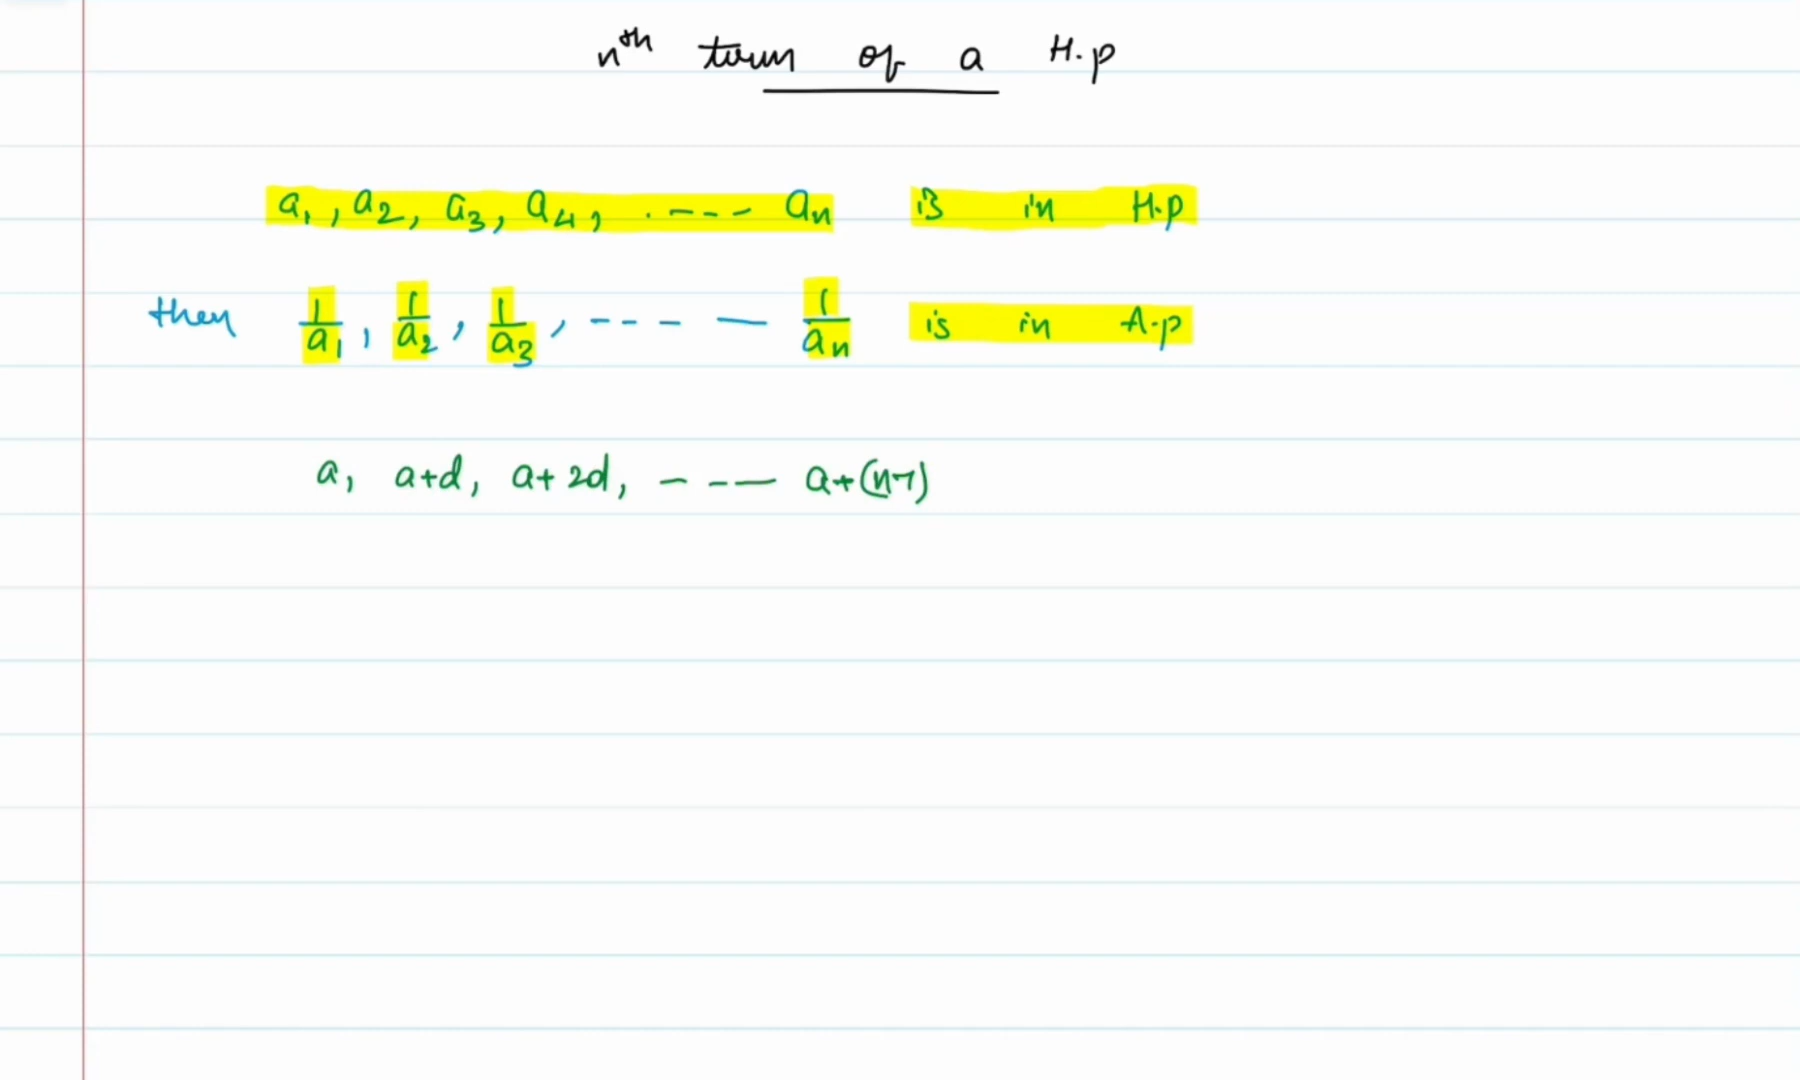 nth term of a H.p
a₁, a₂, a₃, a₄, ----- aₙ is in H.p
then 1/a₁, 1/a₂, 1/a₃, ---- — 1/aₙ is in A.p
a, a+d, a+2d, - -— a+(n-1)